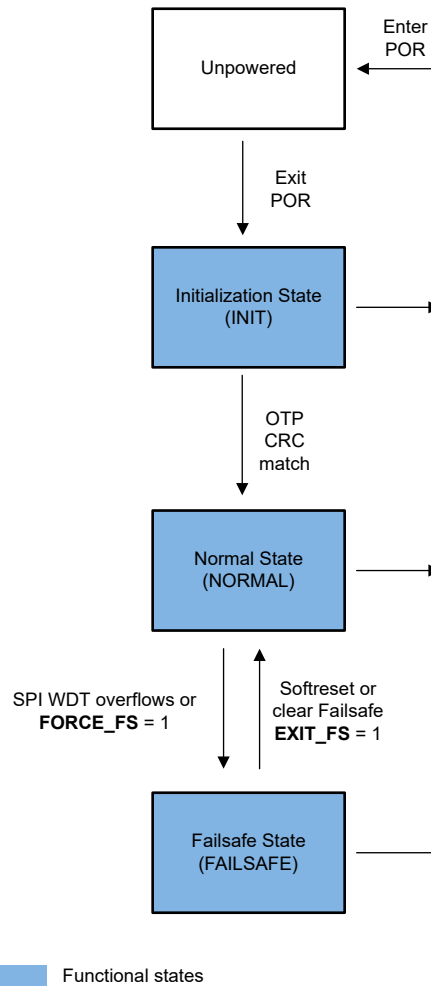 Enter
POR
Unpowered
Exit
POR
Initialization State
(INIT)
OTP
CRC
match
Normal State
(NORMAL)
SPI WDT overflows or
FORCE_FS = 1
Softreset or
clear Failsafe
EXIT_FS = 1
Failsafe State
(FAILSAFE)
Functional states